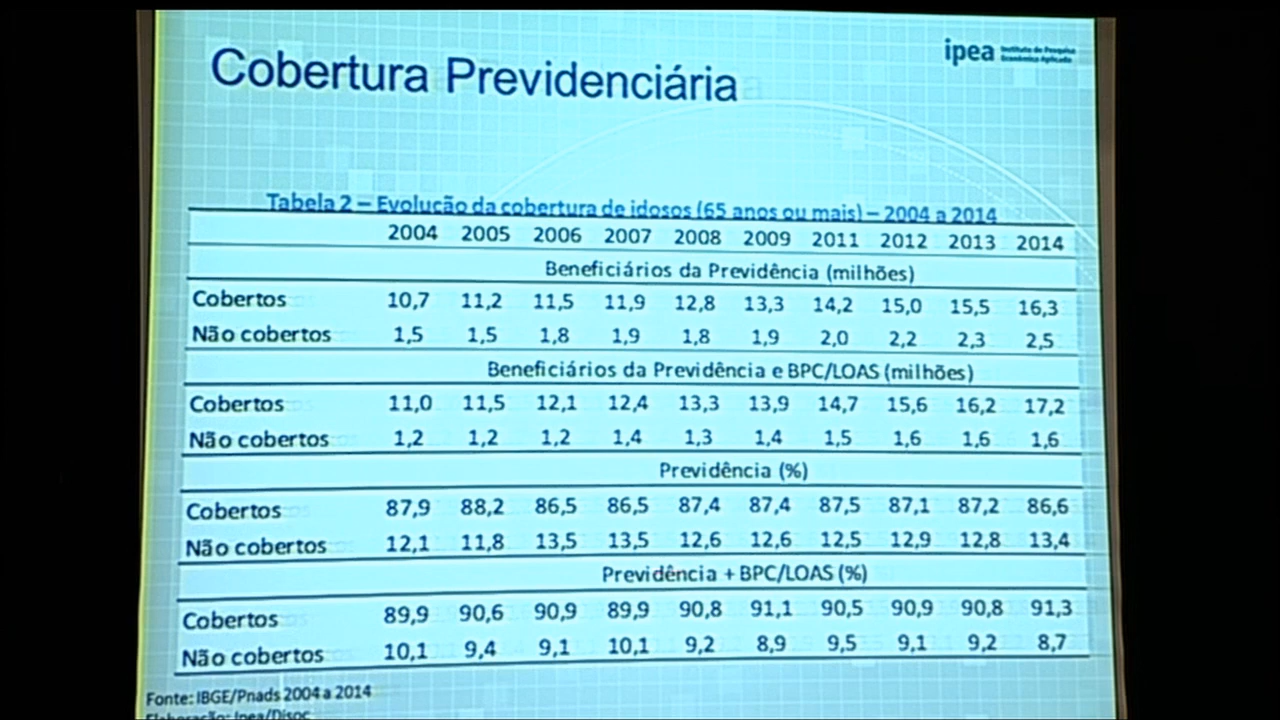 Cobertura Previdenciária
ipea Instituto de Pesquisa
Econômica Aplicada
Tabela 2 – Evolução da cobertura de idosos (65 anos ou mais) – 2004 a 2014
2004 2005 2006 2007 2008 2009 2011 2012 2013 2014
Beneficiários da Previdência (milhões)
Cobertos 10,7 11,2 11,5 11,9 12,8 13,3 14,2 15,0 15,5 16,3
Não cobertos 1,5 1,5 1,8 1,9 1,8 1,9 2,0 2,2 2,3 2,5
Beneficiários da Previdência e BPC/LOAS (milhões)
Cobertos 11,0 11,5 12,1 12,4 13,3 13,9 14,7 15,6 16,2 17,2
Não cobertos 1,2 1,2 1,2 1,4 1,3 1,4 1,5 1,6 1,6 1,6
Previdência (%)
Cobertos 87,9 88,2 86,5 86,5 87,4 87,4 87,5 87,1 87,2 86,6
Não cobertos 12,1 11,8 13,5 13,5 12,6 12,6 12,5 12,9 12,8 13,4
Previdência + BPC/LOAS (%)
Cobertos 89,9 90,6 90,9 89,9 90,8 91,1 90,5 90,9 90,8 91,3
Não cobertos 10,1 9,4 9,1 10,1 9,2 8,9 9,5 9,1 9,2 8,7
Fonte: IBGE/Pnads 2004 a 2014
Elaboração: Ipea/Disoc